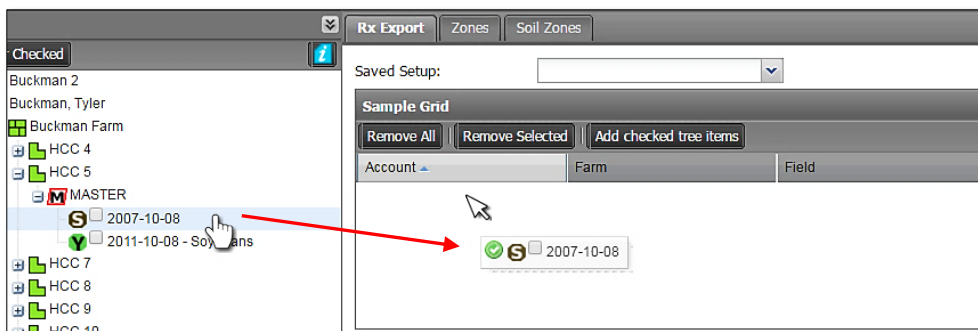 Rx Export Zones Soil Zones
Checked
Saved Setup:
Buckman 2
Buckman, Tyler
Buckman Farm
HCC 4
HCC 5
M MASTER
S 2007-10-08
Y 2011-10-08 -
HCC 7
HCC 8
HCC 9
HCC 10
Sample Grid
Remove All Remove Selected Add checked tree items
Account Farm Field
S 2007-10-08